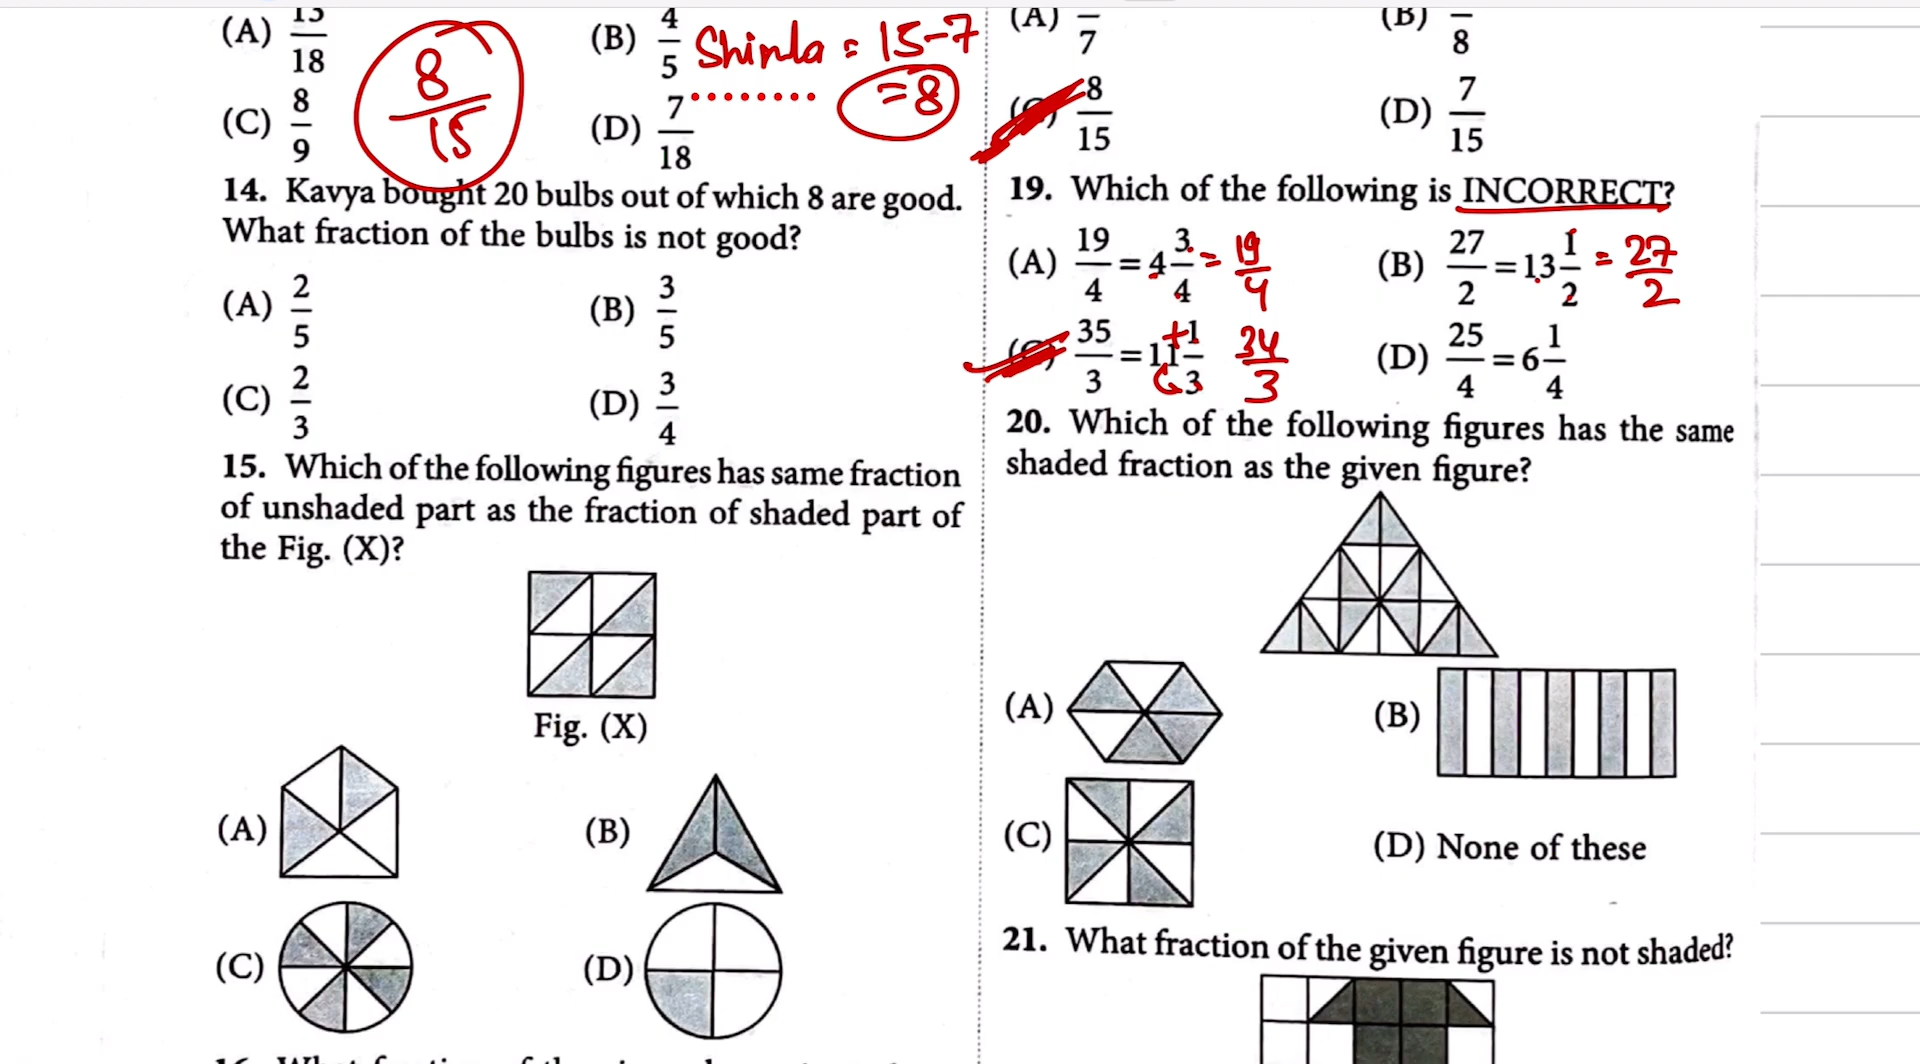 (A) 13/18
(B) 4/5
(C) 8/9
(D) 7/18
8/15
Shimla = 15-7
= 8
14. Kavya bought 20 bulbs out of which 8 are good.
What fraction of the bulbs is not good?
(A) 2/5
(B) 3/5
(C) 2/3
(D) 3/4
15. Which of the following figures has same fraction
of unshaded part as the fraction of shaded part of
the Fig. (X)?
Fig. (X)
(A)
(B)
(C)
(D)
(A) /7
(B) /8
(C) 8/15
(D) 7/15
19. Which of the following is INCORRECT?
(A) 19/4 = 4 3/4 = 19/4
(B) 27/2 = 13 1/2 = 27/2
(C) 35/3 = 11 1/3 34/3
(D) 25/4 = 6 1/4
20. Which of the following figures has the same
shaded fraction as the given figure?
(A)
(B)
(C)
(D) None of these
21. What fraction of the given figure is not shaded?